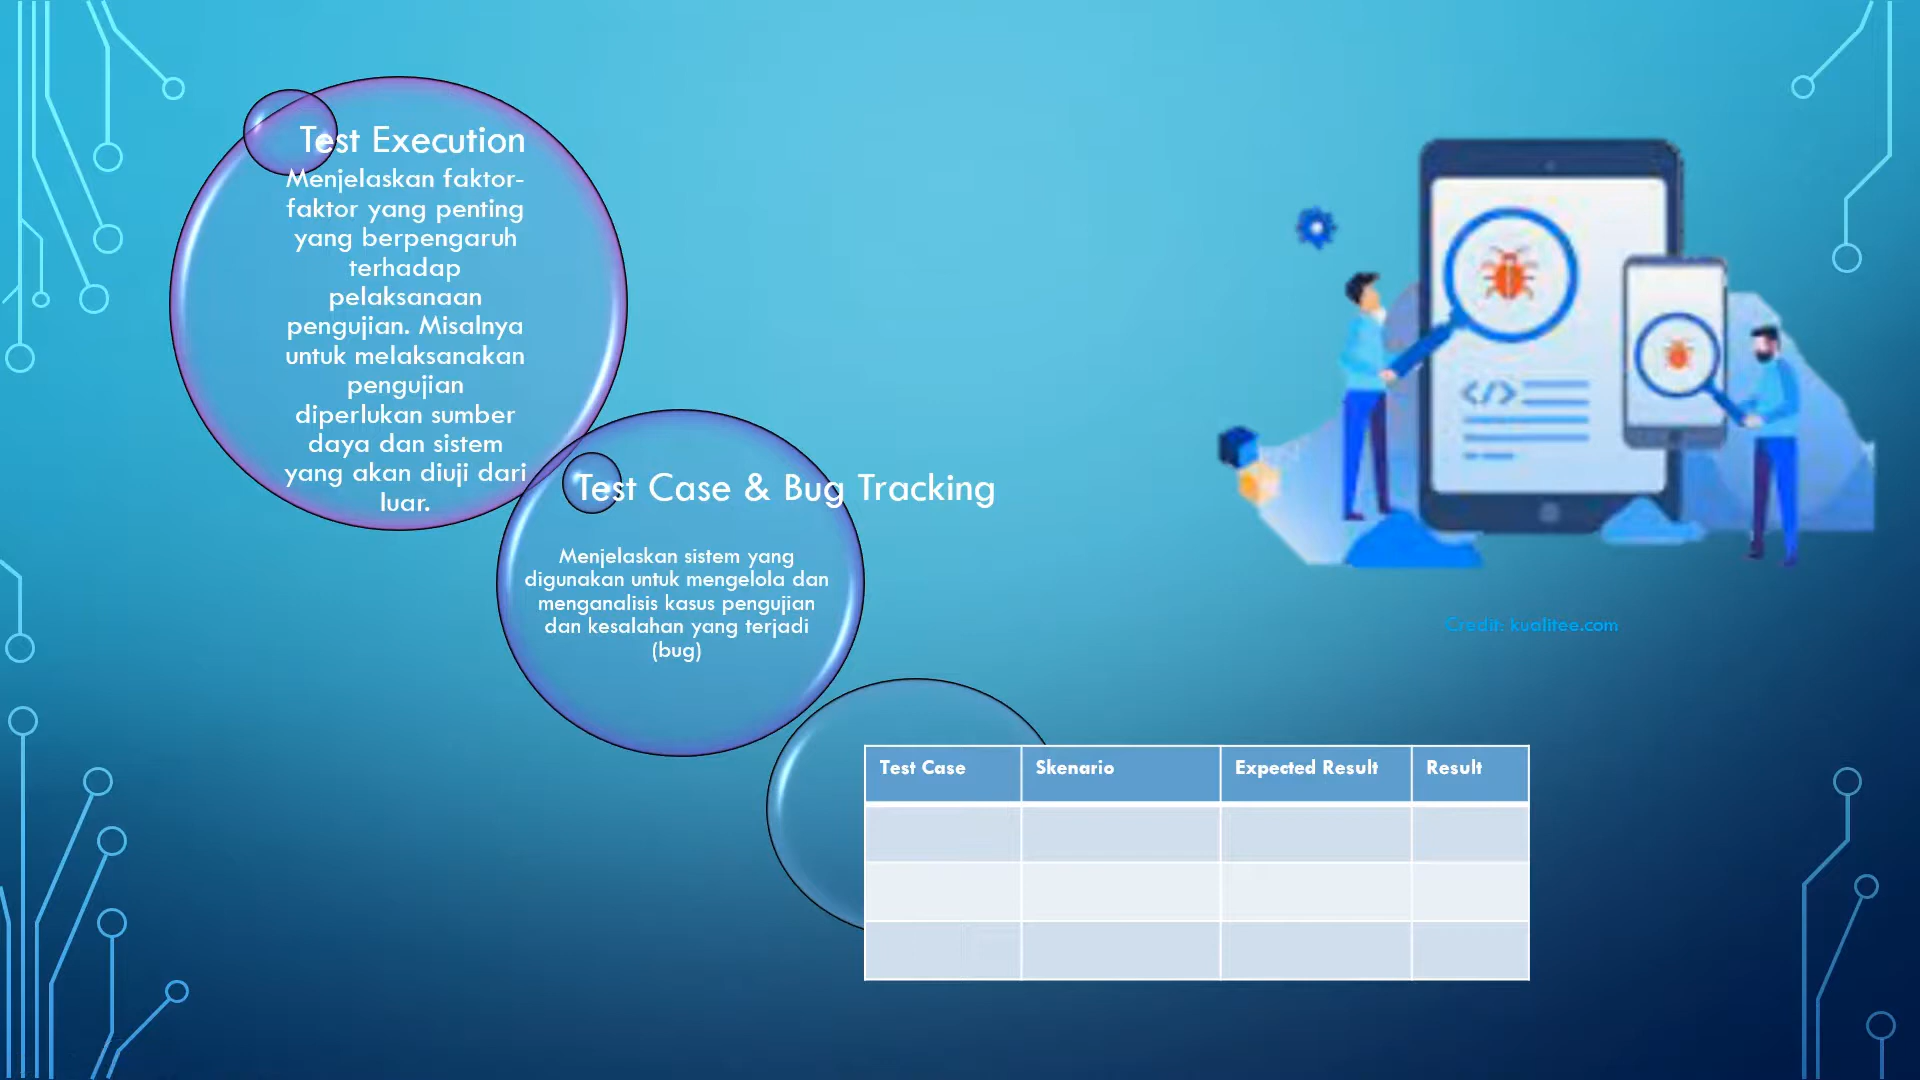 Test Execution
Menjelaskan faktor-
faktor yang penting
yang berpengaruh
terhadap
pelaksanaan
pengujian. Misalnya
untuk melaksanakan
pengujian
diperlukan sumber
daya dan sistem
yang akan diuji dari
luar.
Test Case & Bug Tracking
Menjelaskan sistem yang
digunakan untuk mengelola dan
menganalisis kasus pengujian
dan kesalahan yang terjadi
(bug)
</>
Credit: kualitee.com
Test Case Skenario Expected Result Result